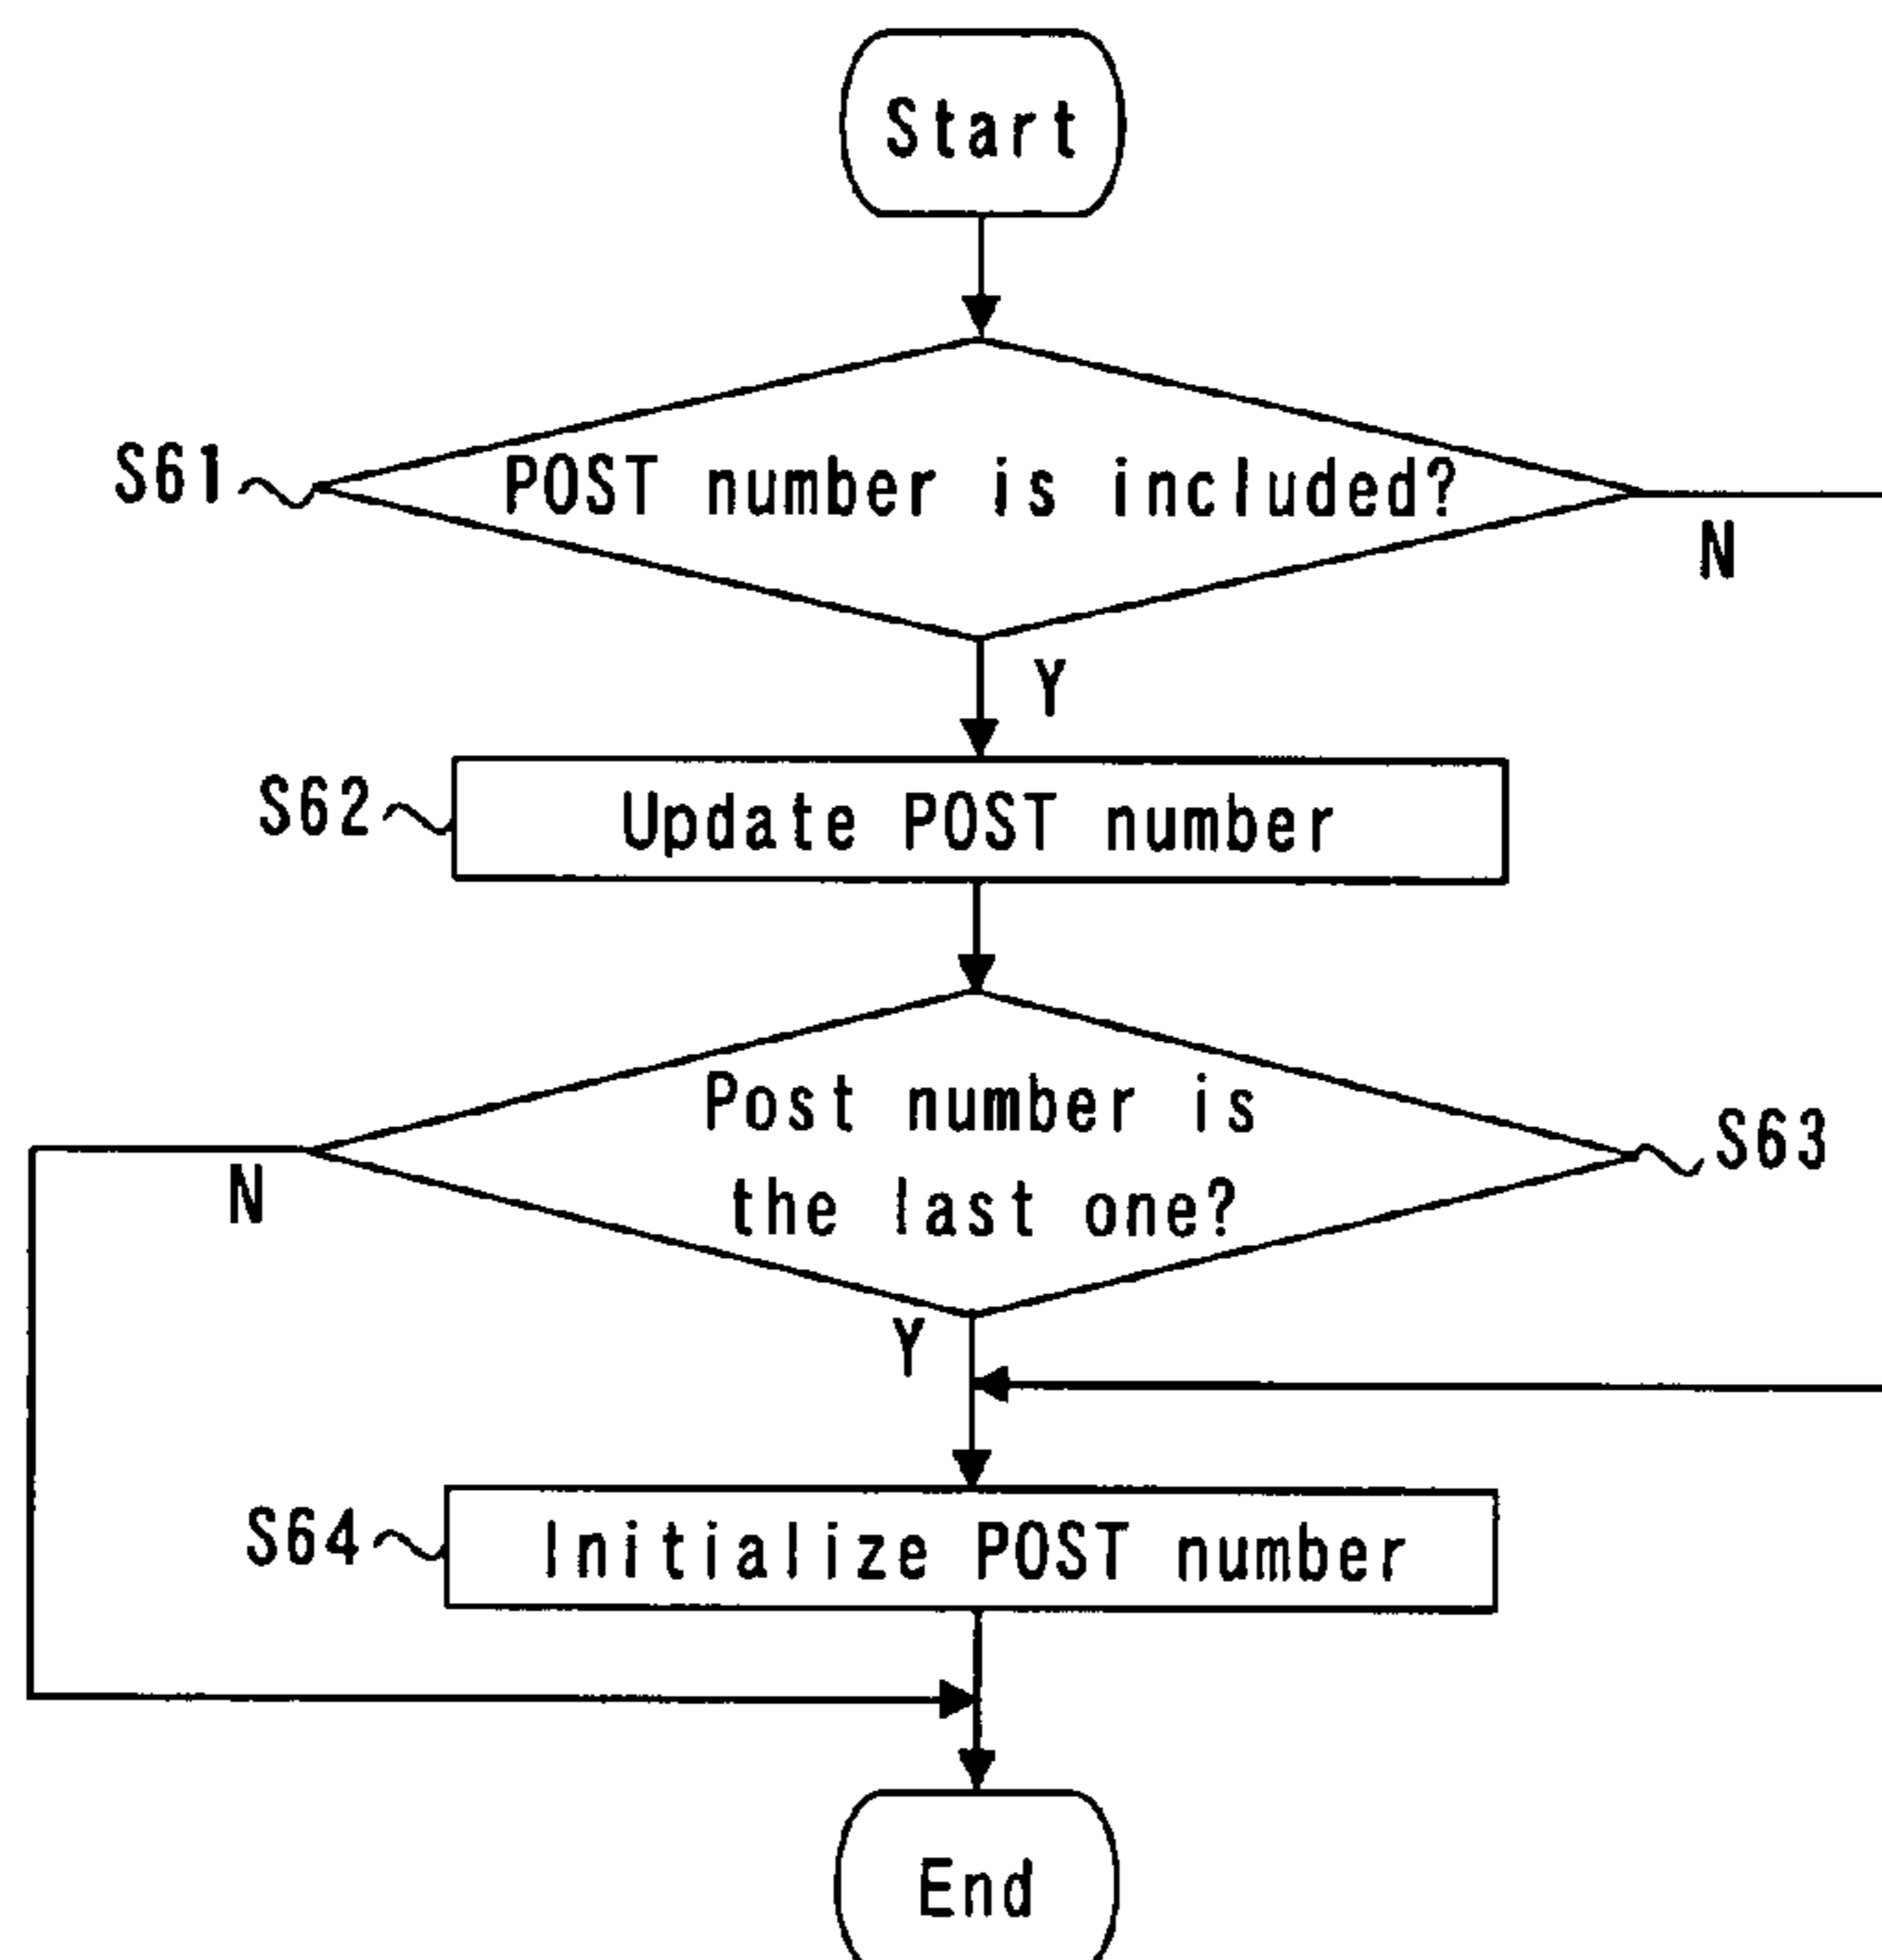 Start
S61
POST number is included?
N
Y
S62
Update POST number
Post number is
the last one?
S63
N
Y
S64
Initialize POST number
End